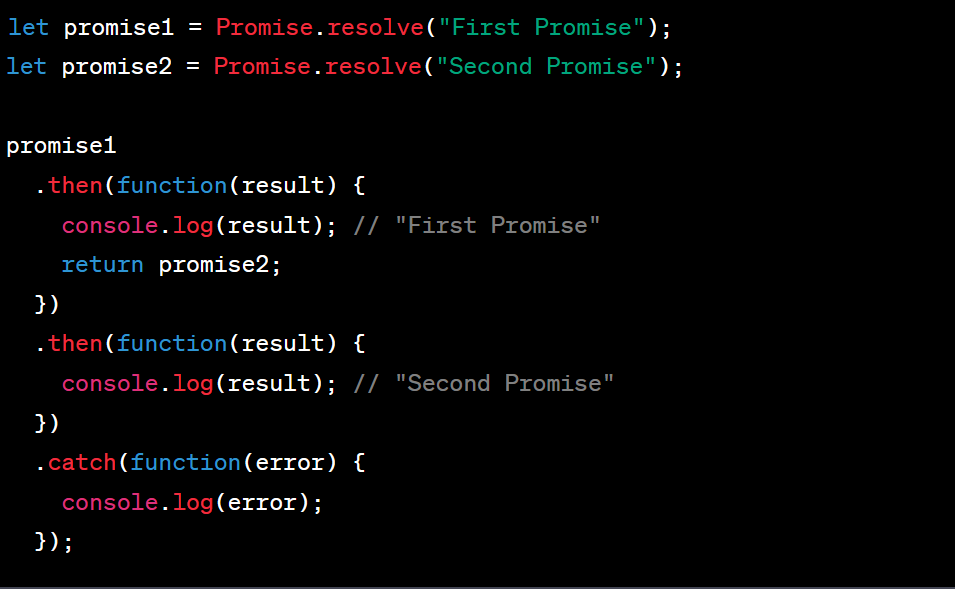 let promise1 = Promise.resolve("First Promise");
let promise2 = Promise.resolve("Second Promise");

promise1
  .then(function(result) {
    console.log(result); // "First Promise"
    return promise2;
  })
  .then(function(result) {
    console.log(result); // "Second Promise"
  })
  .catch(function(error) {
    console.log(error);
  });